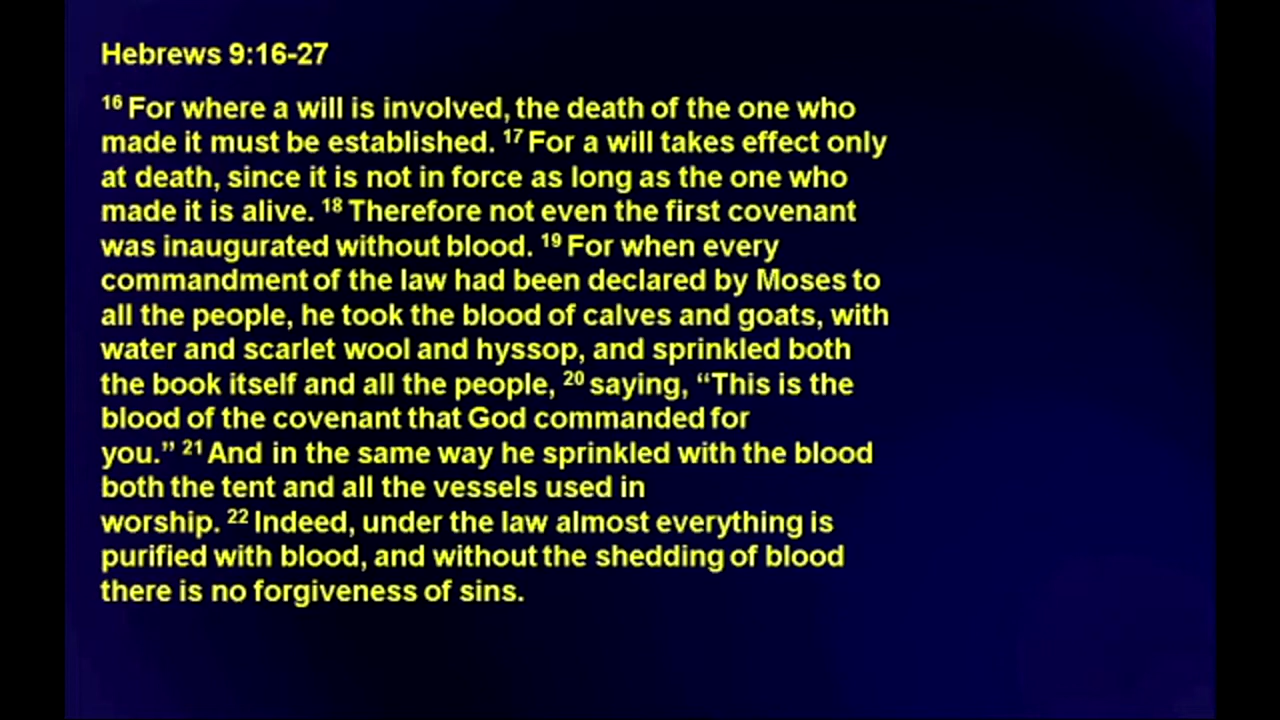 Hebrews 9:16-27
16 For where a will is involved, the death of the one who
made it must be established. 17 For a will takes effect only
at death, since it is not in force as long as the one who
made it is alive. 18 Therefore not even the first covenant
was inaugurated without blood. 19 For when every
commandment of the law had been declared by Moses to
all the people, he took the blood of calves and goats, with
water and scarlet wool and hyssop, and sprinkled both
the book itself and all the people, 20 saying, “This is the
blood of the covenant that God commanded for
you.” 21 And in the same way he sprinkled with the blood
both the tent and all the vessels used in
worship. 22 Indeed, under the law almost everything is
purified with blood, and without the shedding of blood
there is no forgiveness of sins.